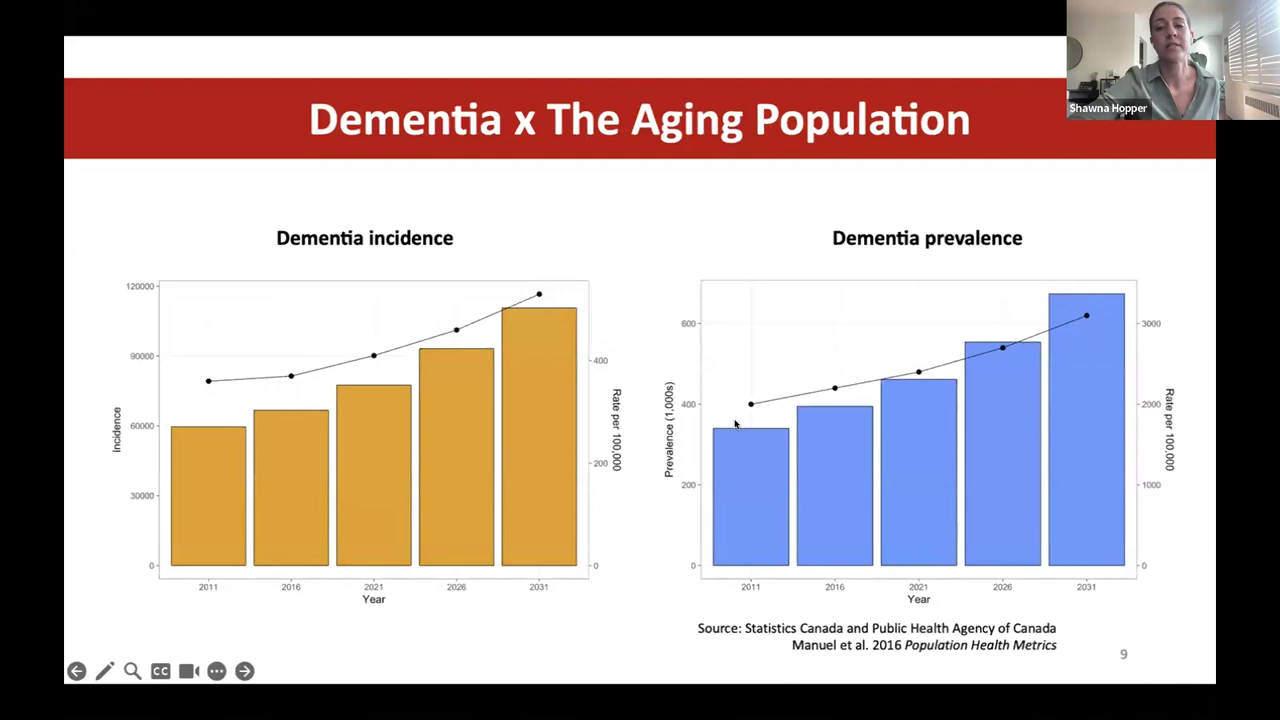 Shawna Hopper
Dementia x The Aging Population
Dementia incidence
120000
90000
60000
30000
0
Incidence
400
200
0
Rate per 100,000
2011 2016 2021 2026 2031
Year
Dementia prevalence
600
400
200
0
Prevalence (1,000s)
3000
2000
1000
0
Rate per 100,000
2011 2016 2021 2026 2031
Year
Source: Statistics Canada and Public Health Agency of Canada
Manuel et al. 2016 Population Health Metrics
9
CC